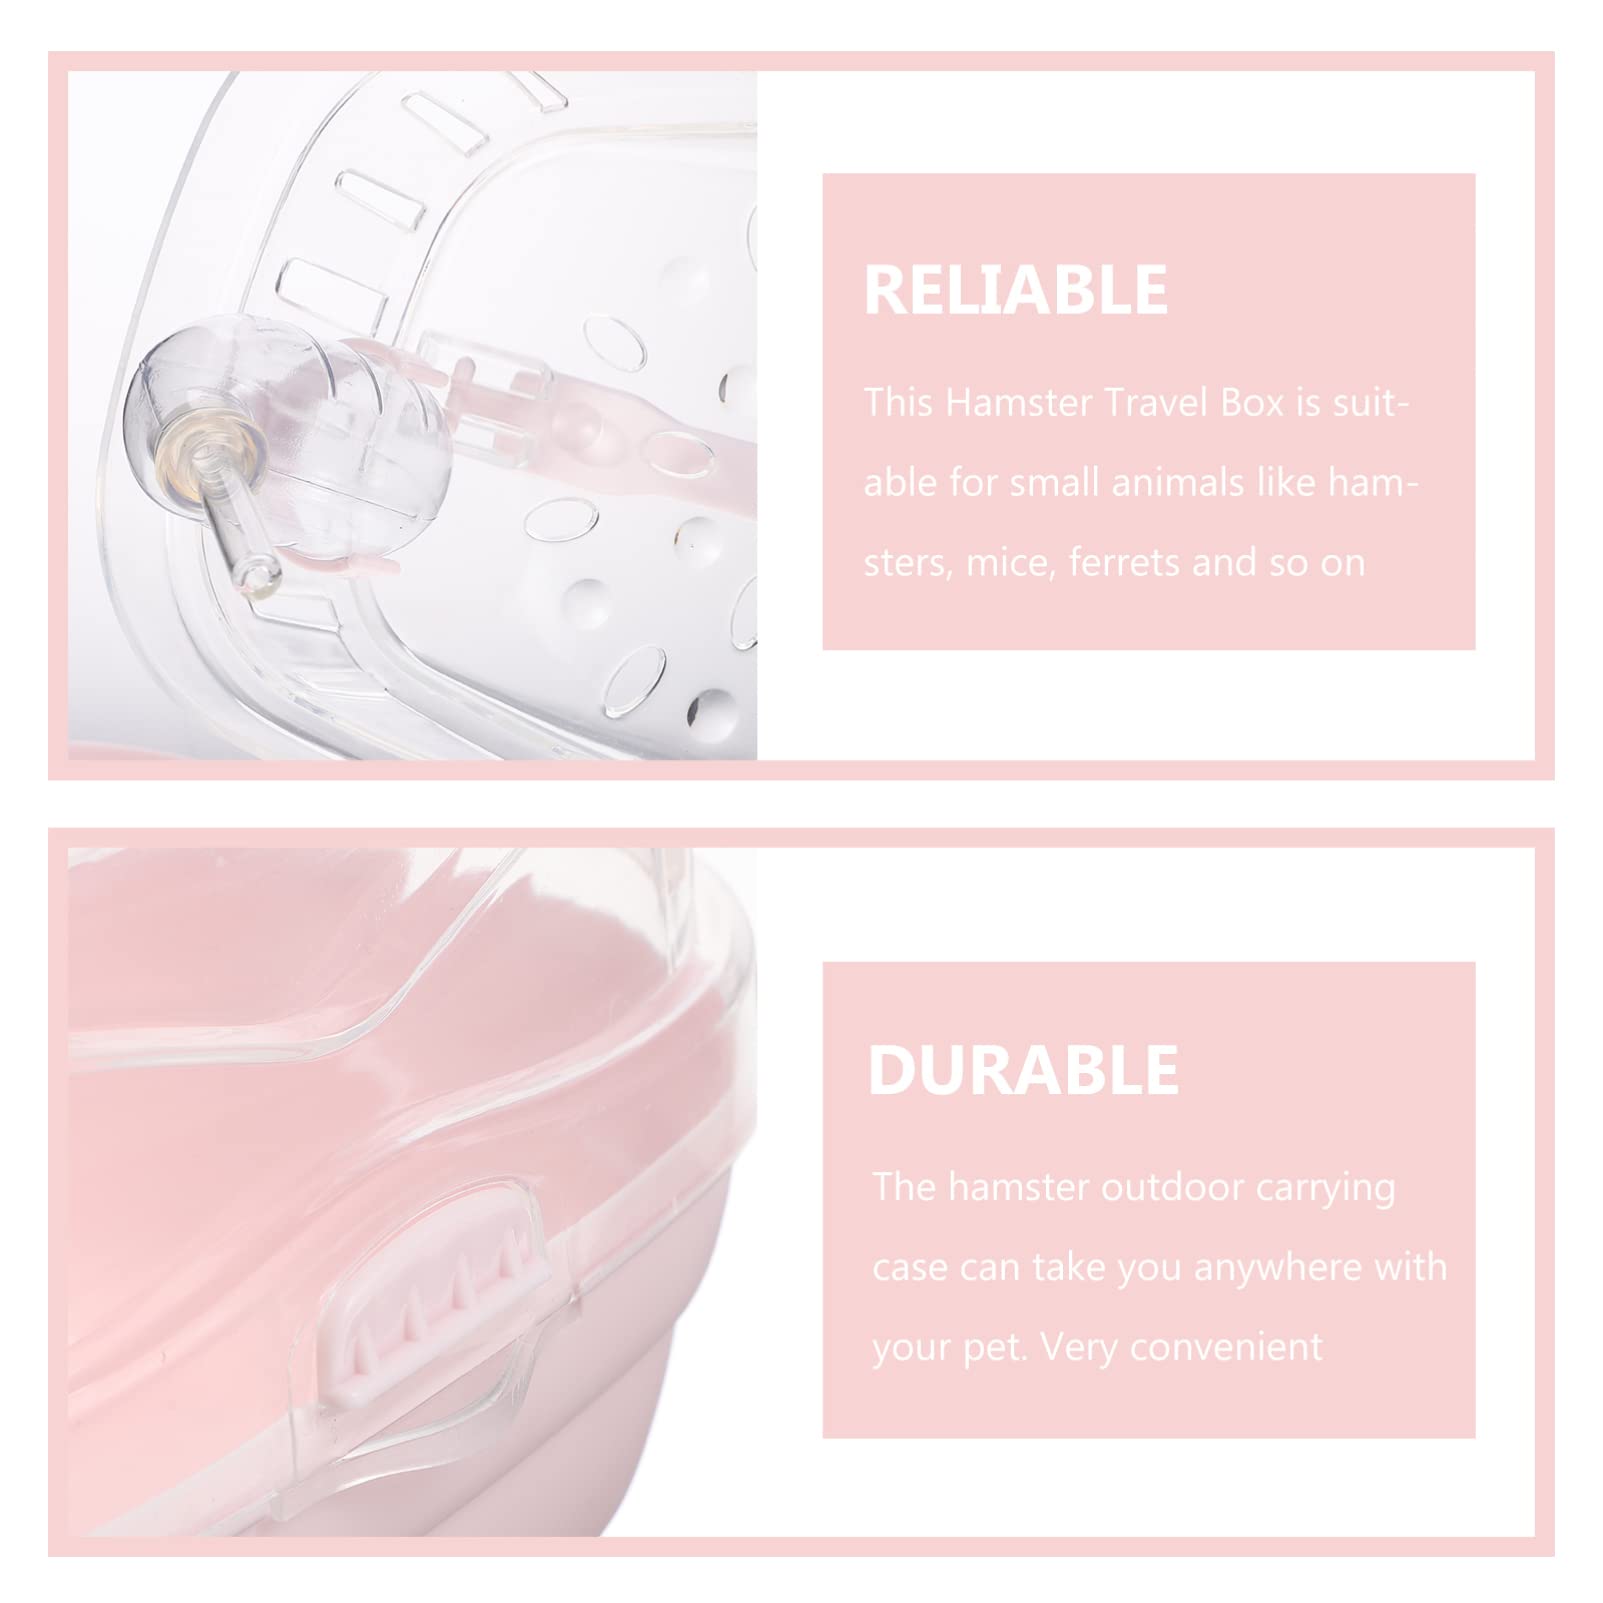 RELIABLE
This Hamster Travel Box is suit-
able for small animals like ham-
sters, mice, ferrets and so on
DURABLE
The hamster outdoor carrying
case can take you anywhere with
your pet. Very convenient